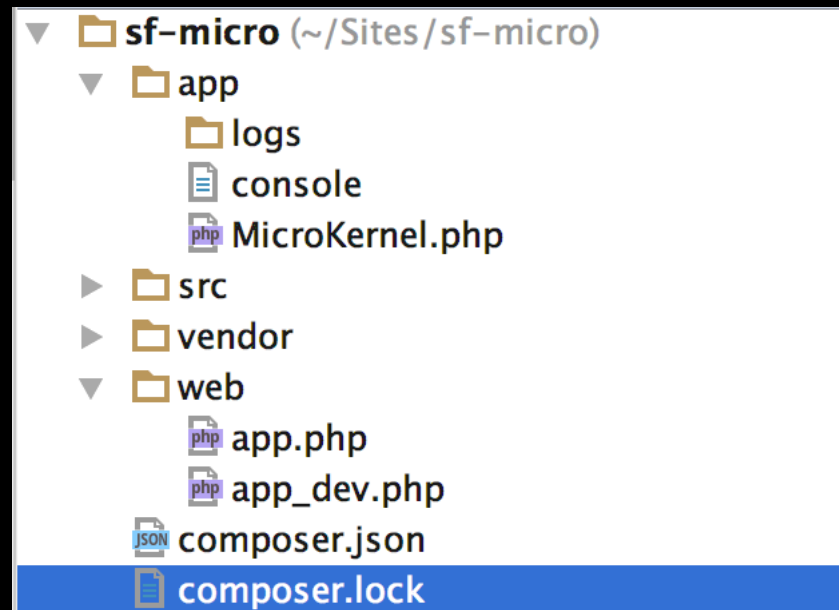 sf-micro (~/Sites/sf-micro)
app
logs
console
php MicroKernel.php
src
vendor
web
php app.php
php app_dev.php
JSON composer.json
composer.lock